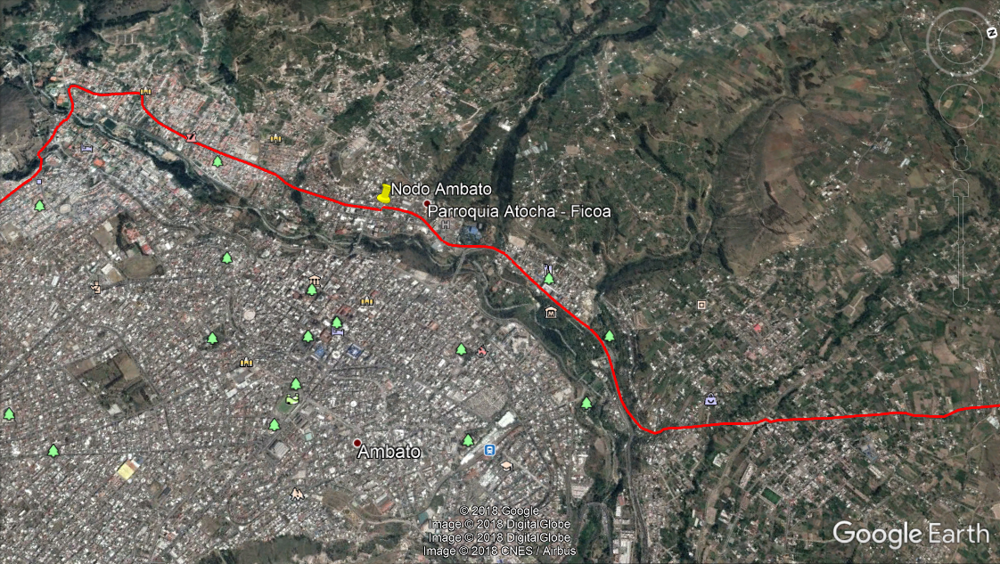 N
Nodo Ambato
Parroquia Atocha - Ficoa
M
Ambato
© 2018 Google
Image © 2018 DigitalGlobe
Image © 2018 DigitalGlobe
Image © 2018 CNES / Airbus
Google Earth